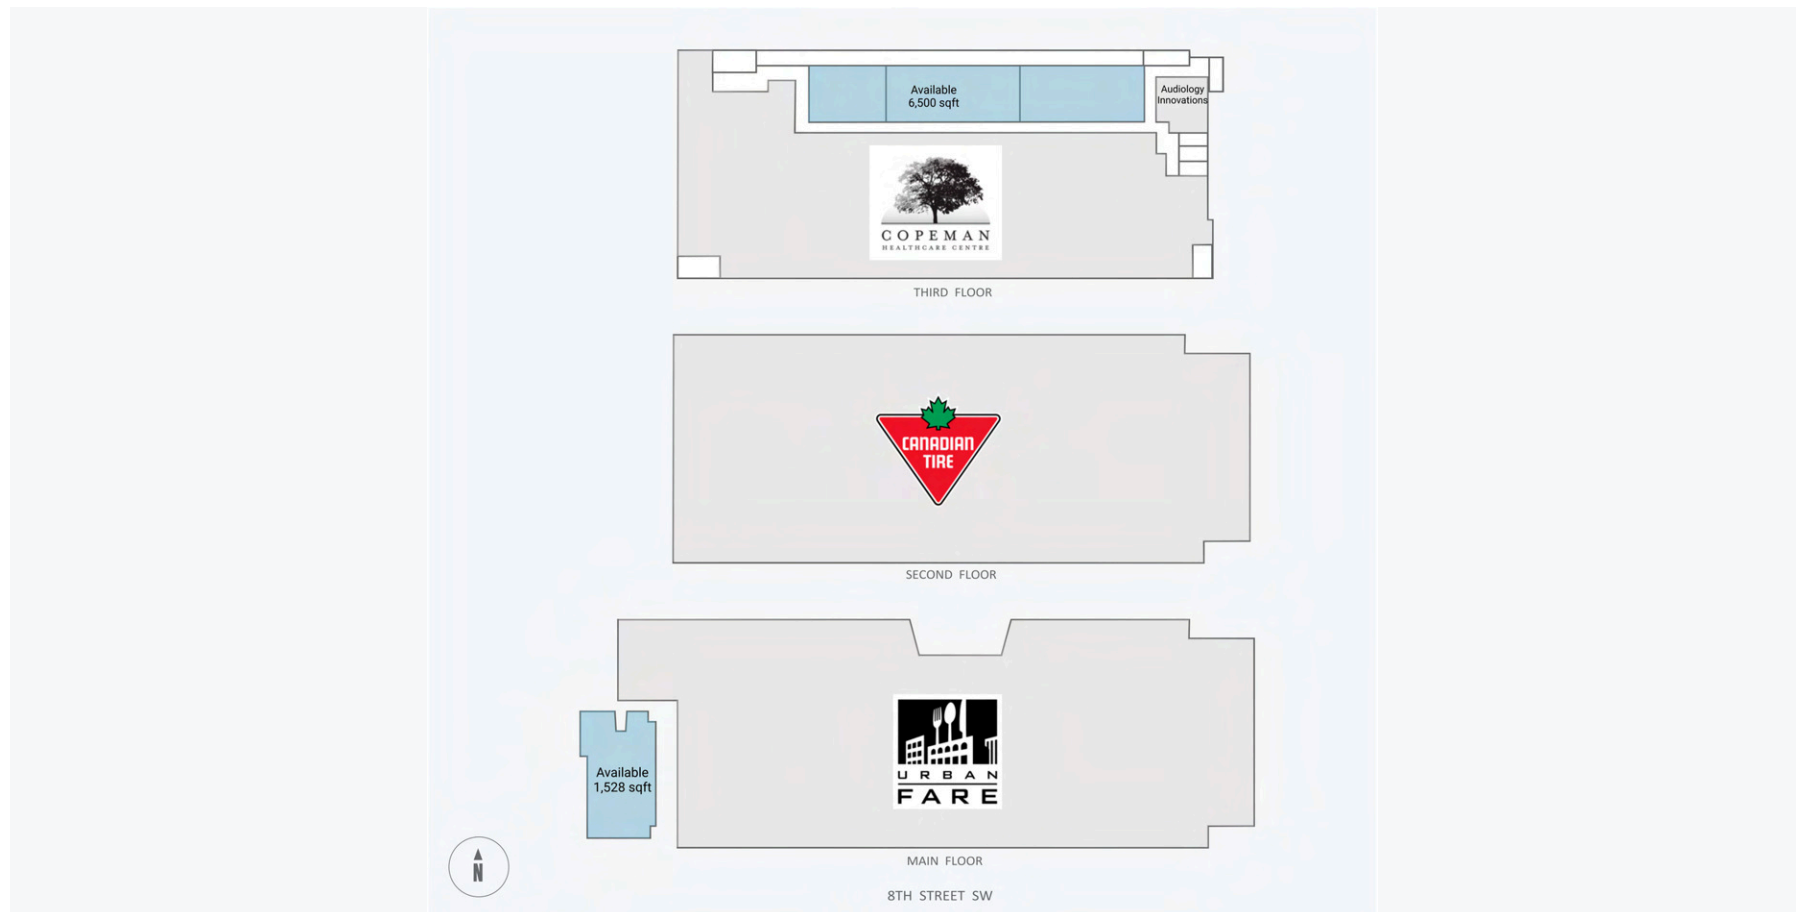 Available
6,500 sqft
Audiology
Innovations
COPEMAN
HEALTHCARE CENTRE
THIRD FLOOR
CANADIAN
TIRE
SECOND FLOOR
URBAN
FARE
Available
1,528 sqft
MAIN FLOOR
N
8TH STREET SW